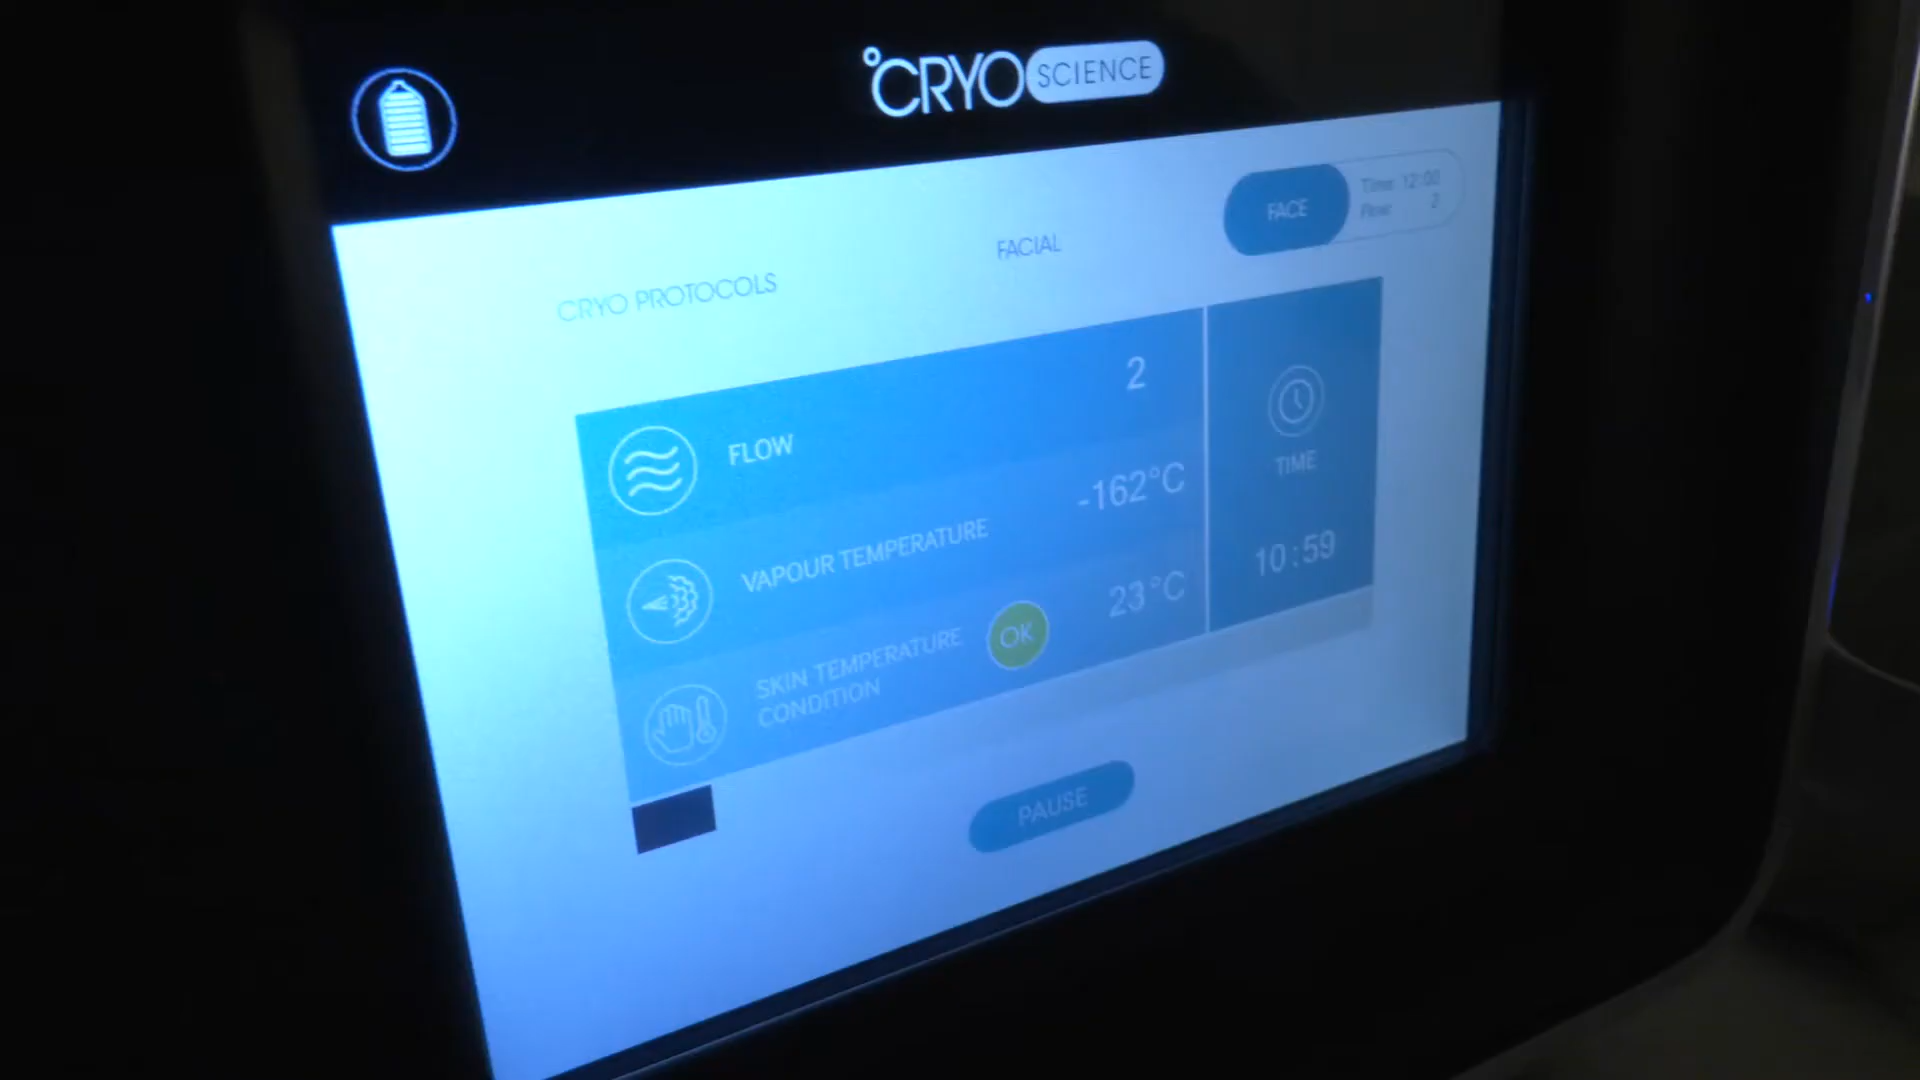 °CRYO SCIENCE
FACE
Time: 12:00
Flow: 2
CRYO PROTOCOLS
FACIAL
FLOW
2
VAPOUR TEMPERATURE
-162°C
SKIN TEMPERATURE
CONDITION
OK
23°C
TIME
10:59
PAUSE